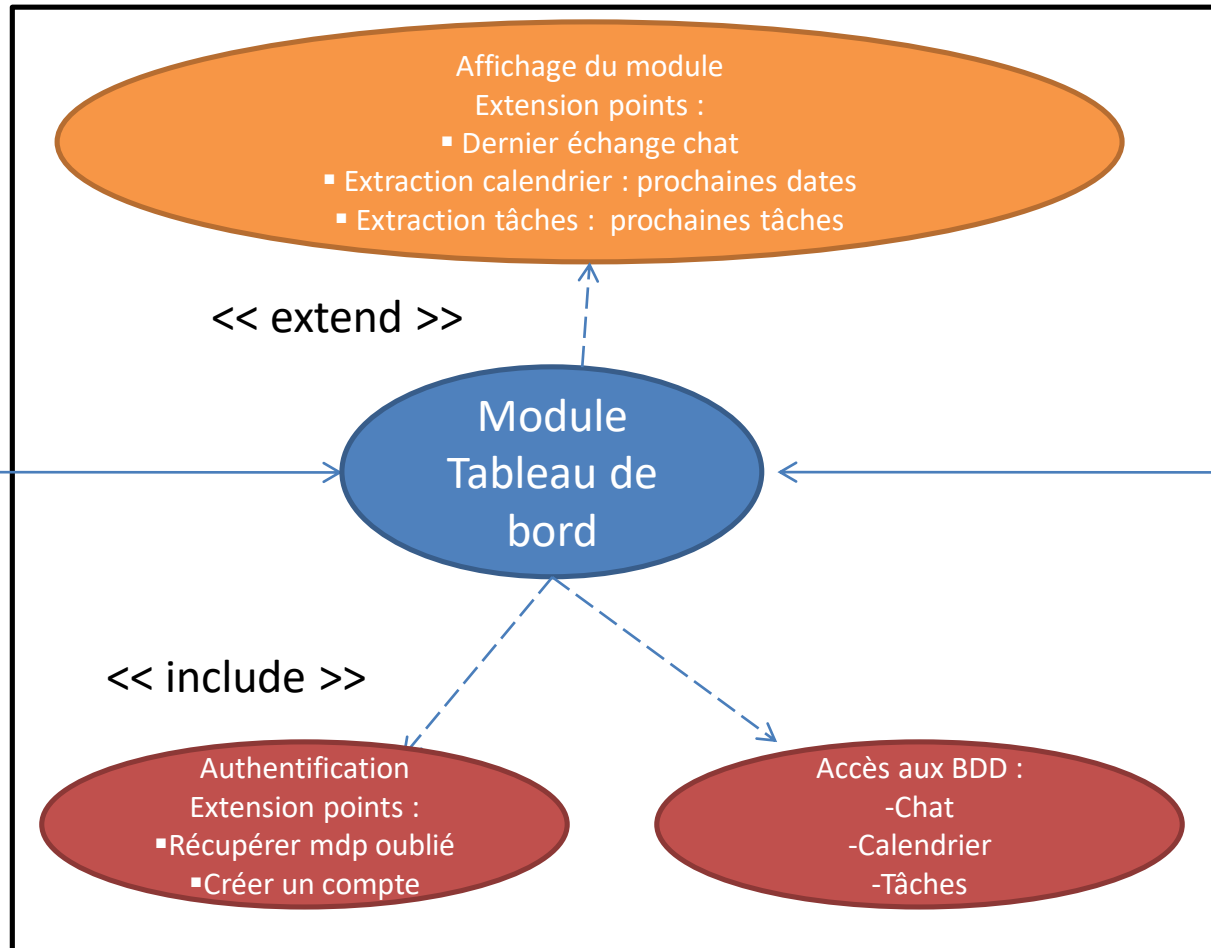 Affichage du module
Extension points :
▪ Dernier échange chat
▪ Extraction calendrier : prochaines dates
▪ Extraction tâches : prochaines tâches
<< extend >>
Module
Tableau de
bord
<< include >>
Authentification
Extension points :
▪Récupérer mdp oublié
▪Créer un compte
Accès aux BDD :
-Chat
-Calendrier
-Tâches